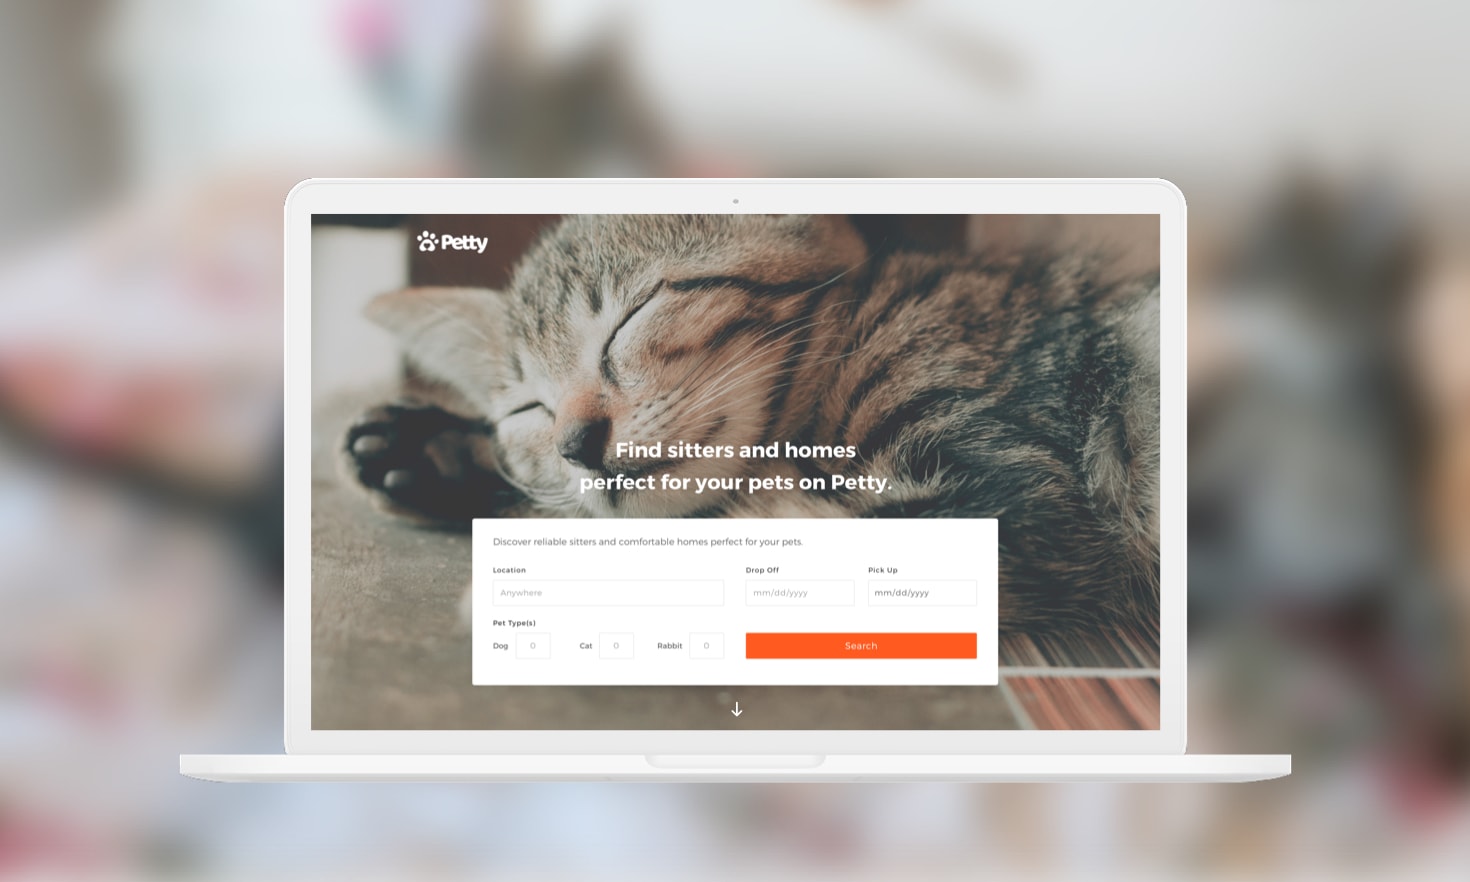 Petty
Find sitters and homes
perfect for your pets on Petty.
Discover reliable sitters and comfortable homes perfect for your pets.
Location
Drop Off
Pick Up
Anywhere
mm/dd/yyyy
mm/dd/yyyy
Pet Type(s)
Dog
0
Cat
0
Rabbit
0
Search